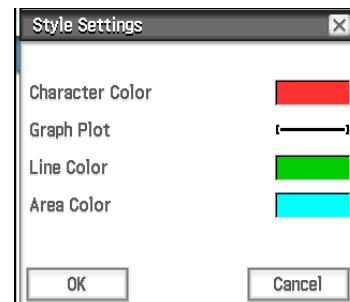 Style Settings
Character Color
Graph Plot
Line Color
Area Color
OK Cancel